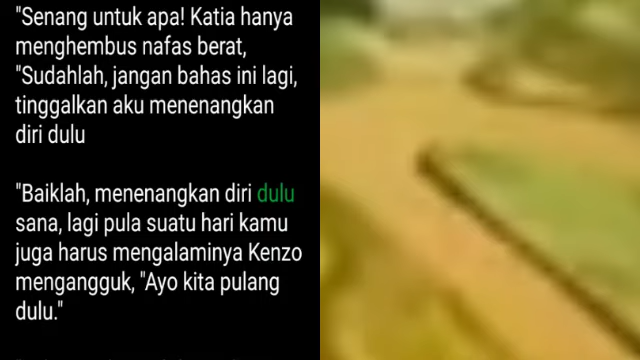 "Senang untuk apa! Katia hanya
menghembus nafas berat,
"Sudahlah, jangan bahas ini lagi,
tinggalkan aku menenangkan
diri dulu
"Baiklah, menenangkan diri dulu
sana, lagi pula suatu hari kamu
juga harus mengalaminya Kenzo
mengangguk, "Ayo kita pulang
dulu."